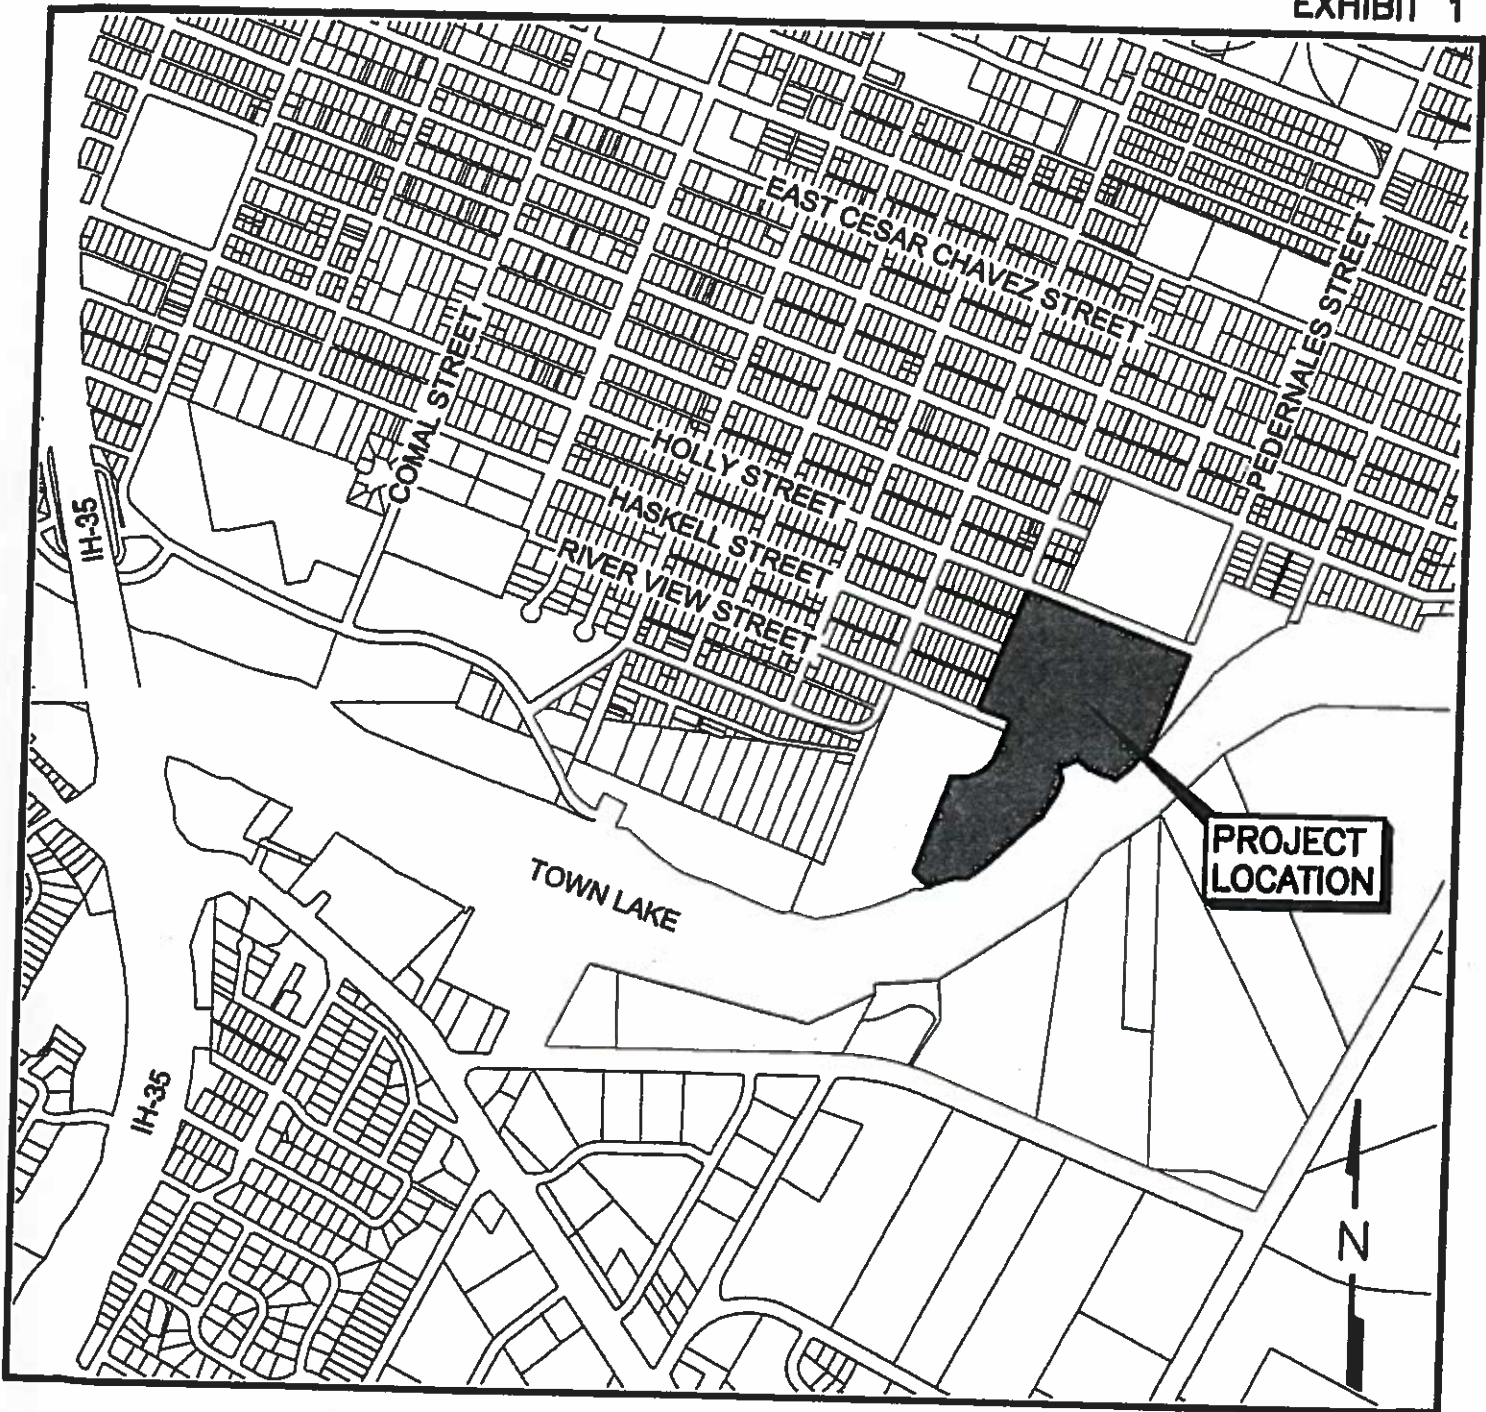 EXHIBIT 1
EAST CESAR CHAVEZ STREET
PEDERNALES STREET
COMAL STREET
HOLLY STREET
HASKELL STREET
RIVER VIEW STREET
IH-35
PROJECT
LOCATION
TOWN LAKE
IH-35
N